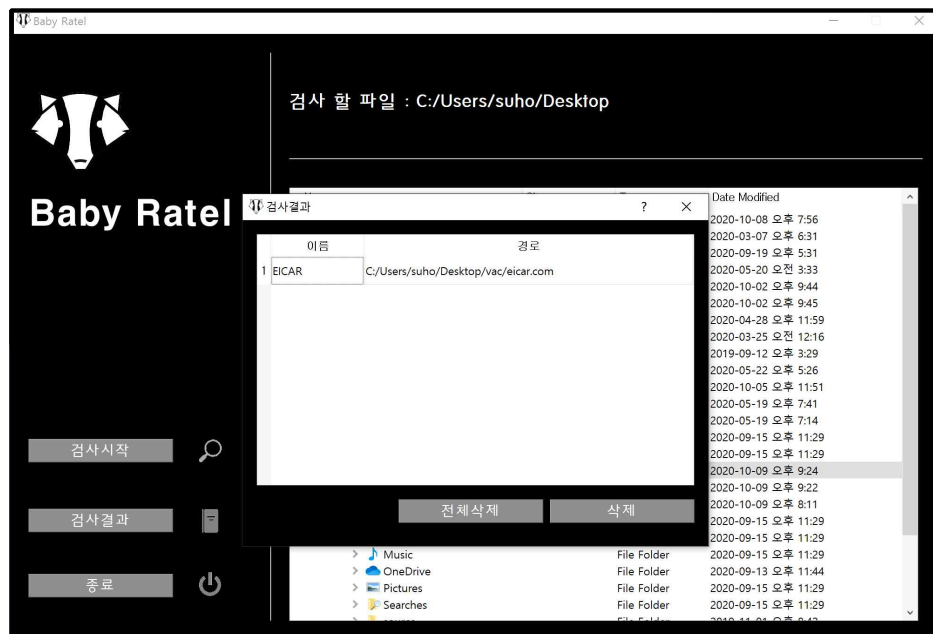 Baby Ratel
검사 할 파일 : C:/Users/suho/Desktop
Baby Ratel
Date Modified
검사결과
이름 경로
1 EICAR C:/Users/suho/Desktop/vac/eicar.com
전체삭제 삭제
2020-10-08 오후 7:56
2020-03-07 오후 6:31
2020-09-19 오후 5:31
2020-05-20 오전 3:33
2020-10-02 오후 9:44
2020-10-02 오후 9:45
2020-04-28 오후 11:59
2020-03-25 오전 12:16
2019-09-12 오후 3:29
2020-05-22 오후 5:26
2020-10-05 오후 11:51
2020-05-19 오후 7:41
2020-05-19 오후 7:14
2020-09-15 오후 11:29
2020-09-15 오후 11:29
2020-10-09 오후 9:24
2020-10-09 오후 9:22
2020-10-09 오후 8:11
2020-09-15 오후 11:29
2020-09-15 오후 11:29
Music File Folder 2020-09-15 오후 11:29
OneDrive File Folder 2020-09-13 오후 11:44
Pictures File Folder 2020-09-15 오후 11:29
Searches File Folder 2020-09-15 오후 11:29
검사시작
검사결과
종료